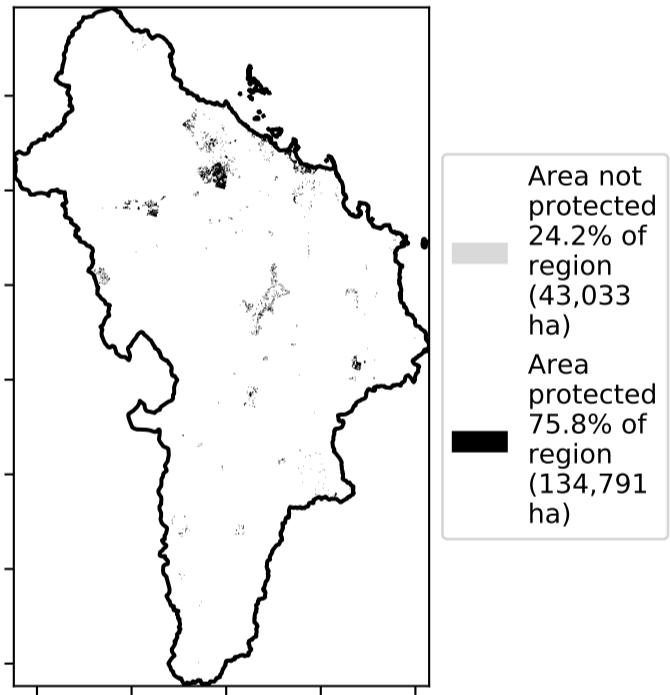 Area not
protected
24.2% of
region
(43,033
ha)
Area
protected
75.8% of
region
(134,791
ha)